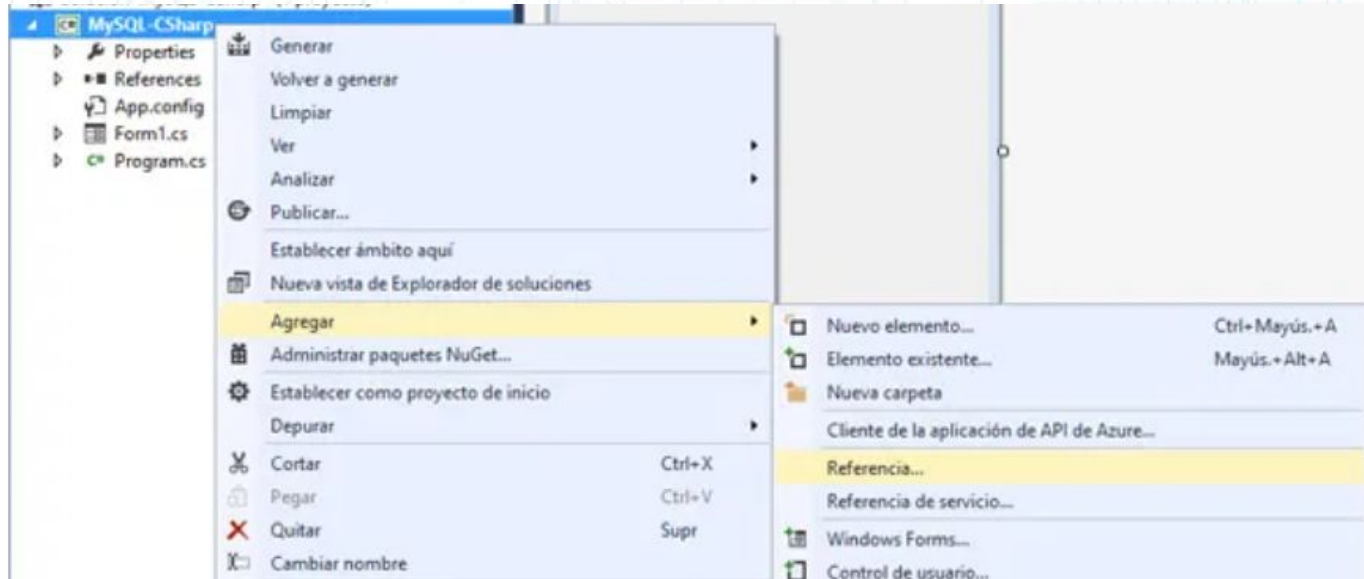 MySQL-CSharp
Properties
References
App.config
Form1.cs
Program.cs
Generar
Volver a generar
Limpiar
Ver
Analizar
Publicar...
Establecer ámbito aquí
Nueva vista de Explorador de soluciones
Agregar
Administrar paquetes NuGet...
Establecer como proyecto de inicio
Depurar
Cortar Ctrl+X
Pegar Ctrl+V
Quitar Supr
Cambiar nombre
Nuevo elemento... Ctrl+Mayús.+A
Elemento existente... Mayús.+Alt+A
Nueva carpeta
Cliente de la aplicación de API de Azure...
Referencia...
Referencia de servicio...
Windows Forms...
Control de usuario...